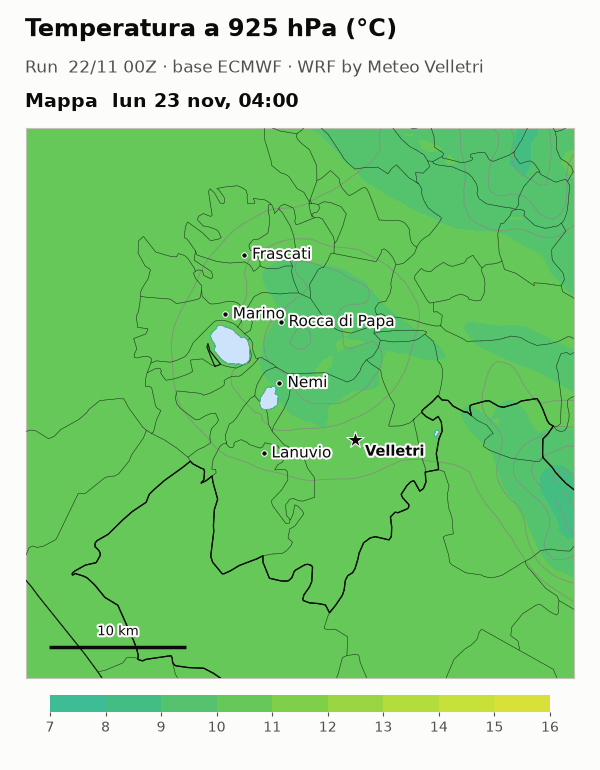 Temperatura a 925 hPa (°C)
Run  22/11 00Z · base ECMWF · WRF by Meteo Velletri
Mappa  lun 23 nov, 04:00
Frascati
Marino
Rocca di Papa
Nemi
Velletri
Lanuvio
10 km
7 8 9 10 11 12 13 14 15 16